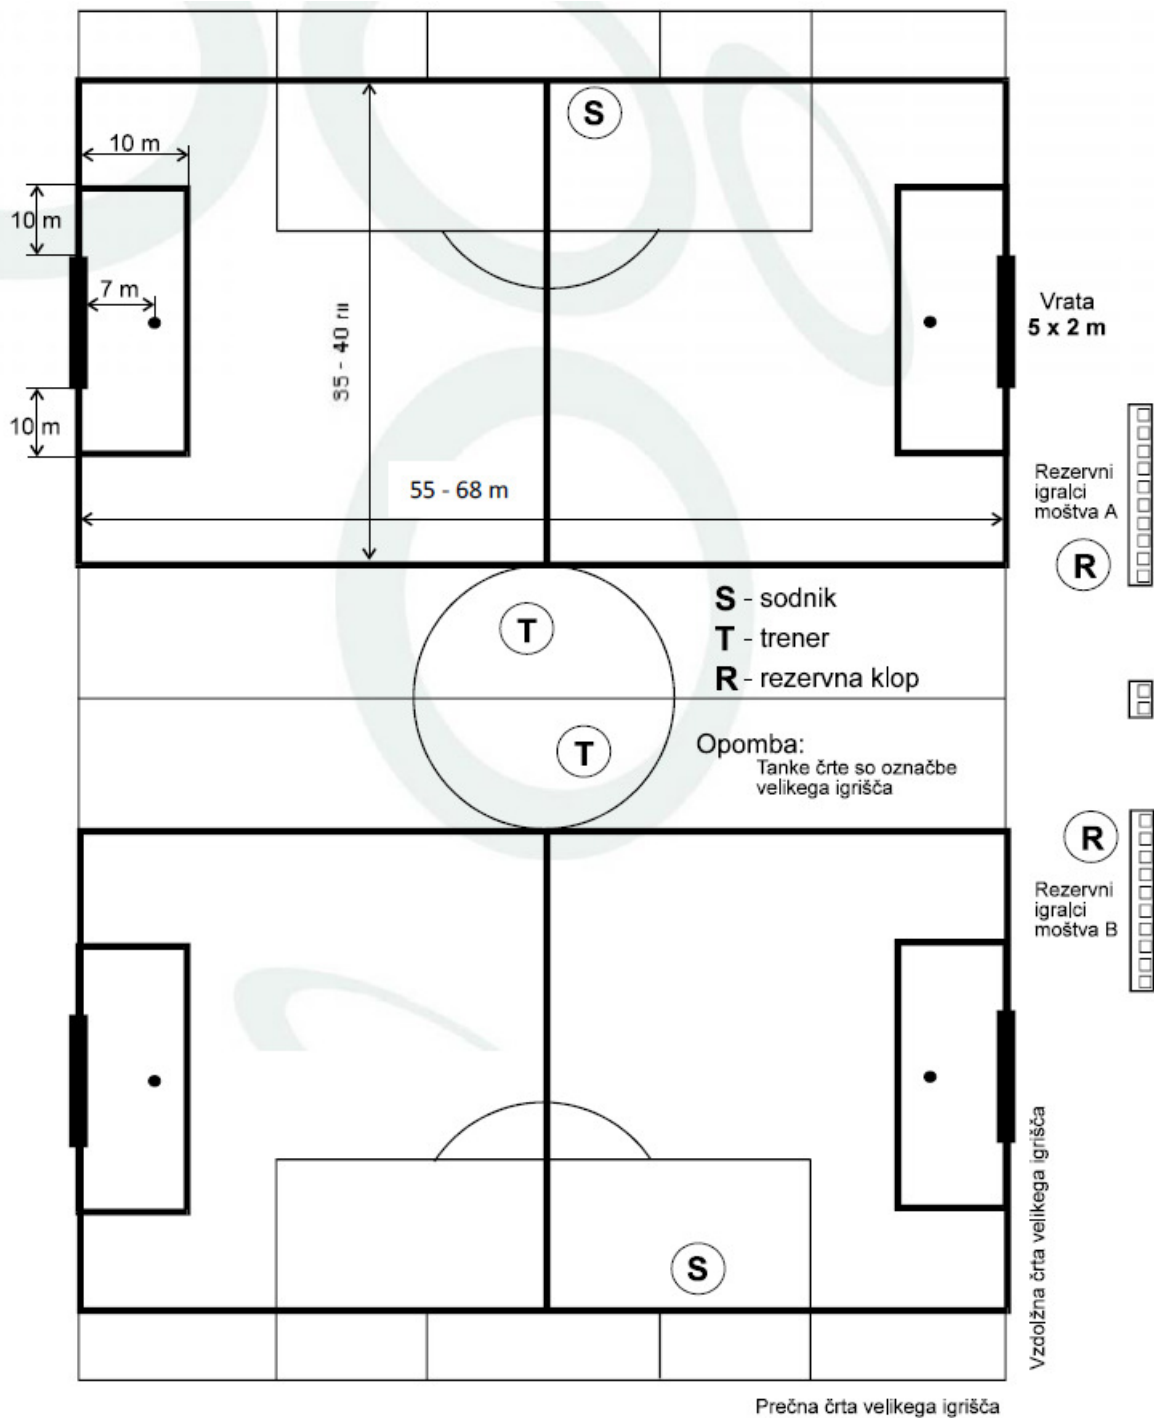 S
10 m
10 m
7 m
Vrata
5 x 2 m
35 - 40 m
10 m
55 - 68 m
Rezervni
igralci
moštva A
R
S - sodnik
T - trener
R - rezervna klop
T
T
Opomba:
Tanke črte so označbe
velikega igrišča
R
Rezervni
igralci
moštva B
S
Vzdolžna črta velikega igrišča
Prečna črta velikega igrišča